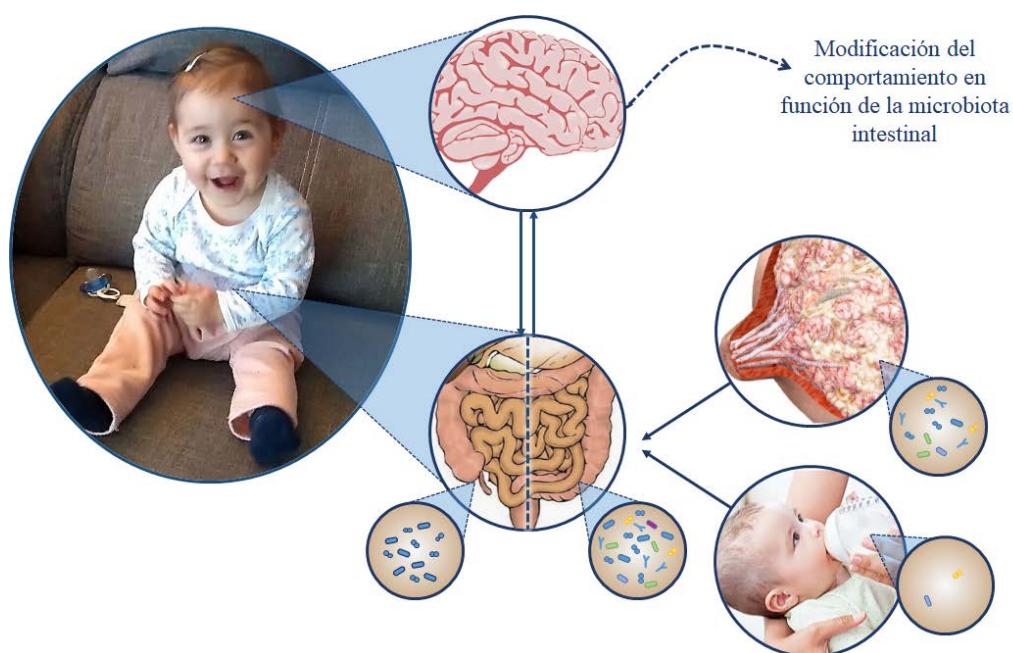 Modificación del
comportamiento en
función de la microbiota
intestinal